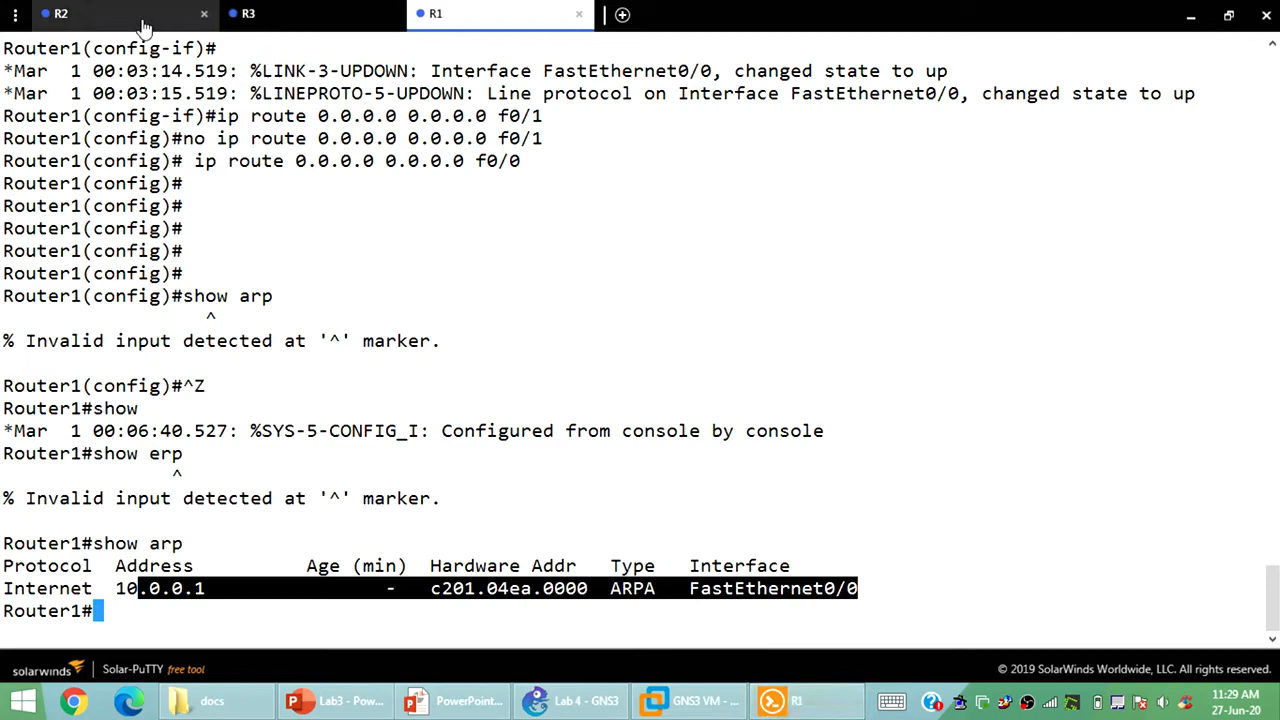 R2
R3
R1
Router1(config-if)#
*Mar  1 00:03:14.519: %LINK-3-UPDOWN: Interface FastEthernet0/0, changed state to up
*Mar  1 00:03:15.519: %LINEPROTO-5-UPDOWN: Line protocol on Interface FastEthernet0/0, changed state to up
Router1(config-if)#ip route 0.0.0.0 0.0.0.0 f0/1
Router1(config)#no ip route 0.0.0.0 0.0.0.0 f0/1
Router1(config)# ip route 0.0.0.0 0.0.0.0 f0/0
Router1(config)#
Router1(config)#
Router1(config)#
Router1(config)#
Router1(config)#
Router1(config)#show arp
^
% Invalid input detected at '^' marker.
Router1(config)#^Z
Router1#show
*Mar  1 00:06:40.527: %SYS-5-CONFIG_I: Configured from console by console
Router1#show erp
^
% Invalid input detected at '^' marker.
Router1#show arp
Protocol  Address          Age (min)  Hardware Addr   Type   Interface
Internet  10.0.0.1                -   c201.04ea.0000  ARPA   FastEthernet0/0
Router1#
solarwinds Solar-PuTTY free tool © 2019 SolarWinds Worldwide, LLC. All rights reserved.
docs
Lab3 - Pow...
PowerPoint...
Lab 4 - GNS3
GNS3 VM - ...
R1
11:29 AM
27-Jun-20